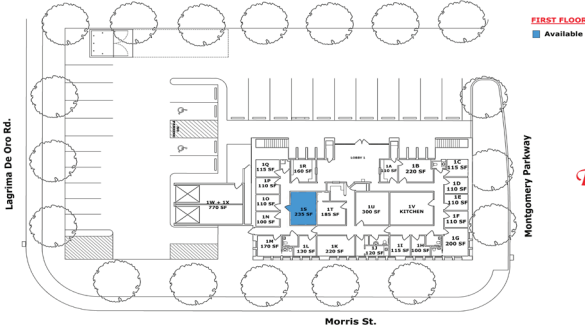 FIRST FLOOR
Available
Lagrima De Oro Rd.
Montgomery Parkway
Morris St.
LOBBY 1
1Q
115 SF
1R
160 SF
1A
110 SF
1B
220 SF
1C
115 SF
1P
110 SF
1D
110 SF
1W + 1X
770 SF
1O
110 SF
1S
235 SF
1T
185 SF
1U
300 SF
1V
KITCHEN
1E
110 SF
1N
100 SF
1F
110 SF
1M
170 SF
1L
130 SF
1K
220 SF
1J
120 SF
1I
115 SF
1H
100 SF
1G
200 SF